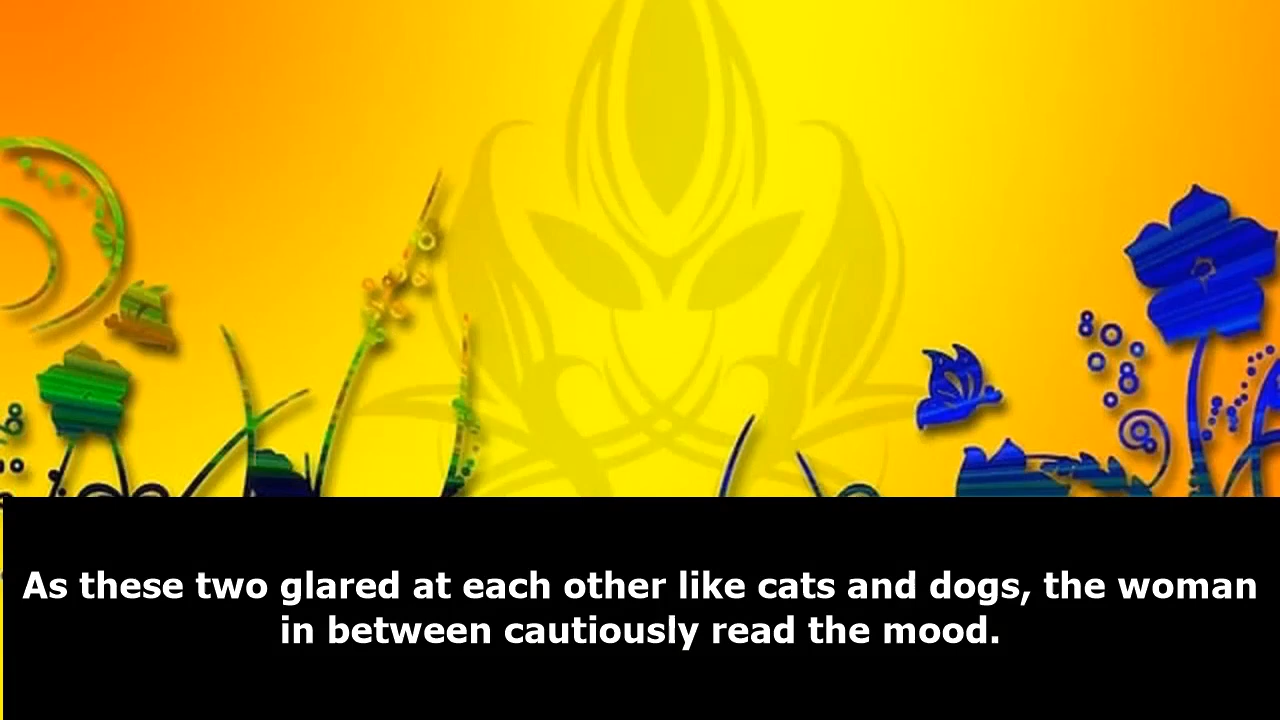 As these two glared at each other like cats and dogs, the woman
in between cautiously read the mood.